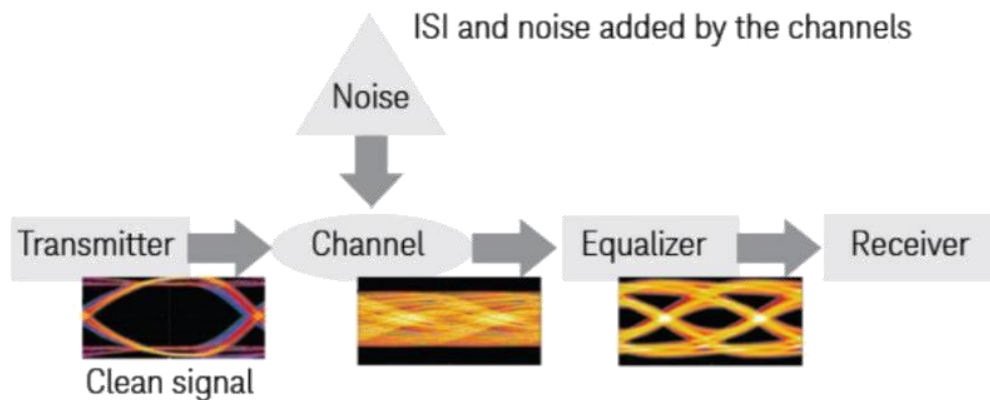 ISI and noise added by the channels
Noise
Transmitter
Channel
Equalizer
Receiver
Clean signal